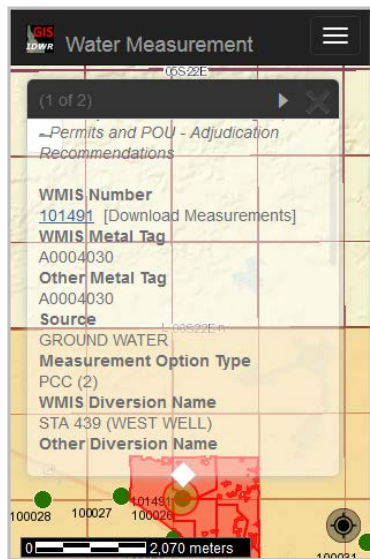 GIS
IDWR
Water Measurement
05S22E
(1 of 2)
Permits and POU - Adjudication
Recommendations
WMIS Number
101491 [Download Measurements]
WMIS Metal Tag
A0004030
Other Metal Tag
A0004030
Source
GROUND WATER
Measurement Option Type
PCC (2)
WMIS Diversion Name
STA 439 (WEST WELL)
Other Diversion Name
101491
100028
100027
100026
100031
0
2,070 meters